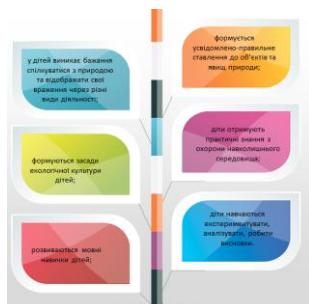 у дітей виникає бажання
спілкуватися з природою
та відображати свої
враження через різні
види діяльності;
формується
усвідомлено-правильне
ставлення до об'єктів та
явищ природи;
формуються засади
екологічної культури
дітей;
діти отримують
практичні знання з
охорони навколишнього
середовища;
розвиваються мовні
навички дітей;
діти навчаються
експериментувати,
аналізувати, робити
висновки.